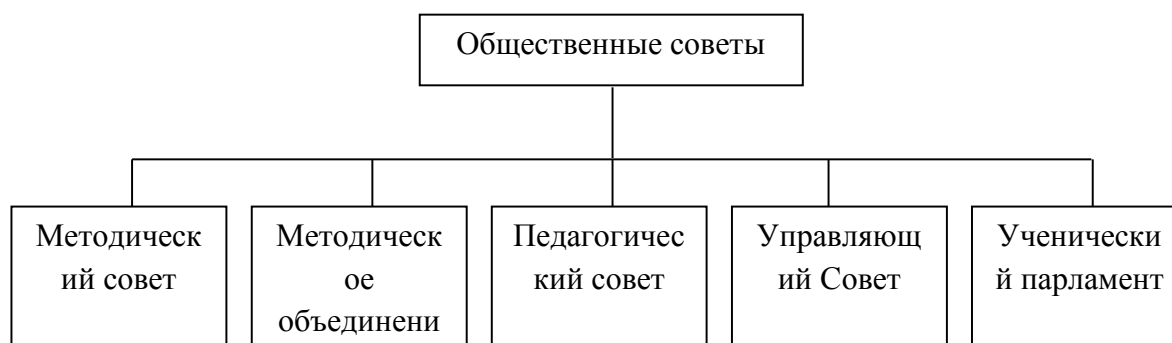 Общественные советы
Методическ
ий совет
Методическ
ое
объединени
Педагогичес
кий совет
Управляющ
ий Совет
Ученически
й парламент